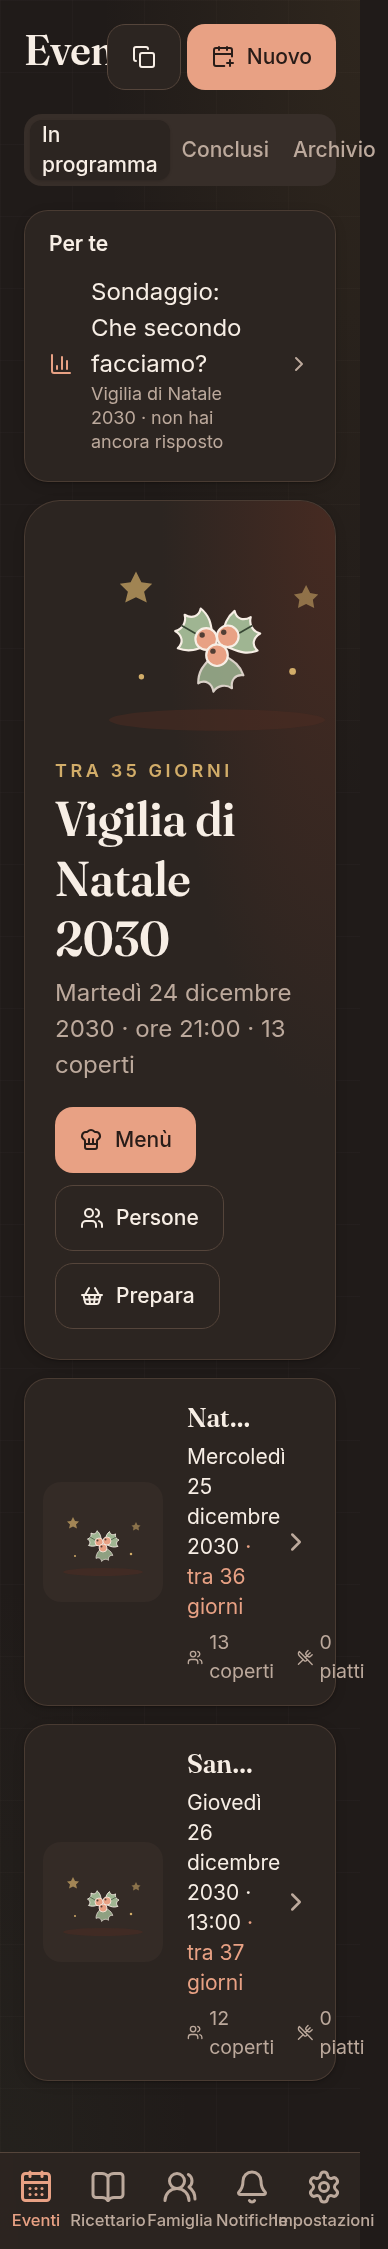 Even
Nuovo
In
programma
Conclusi
Archivio
Per te
Sondaggio:
Che secondo
facciamo?
Vigilia di Natale
2030 · non hai
ancora risposto
TRA 35 GIORNI
Vigilia di
Natale
2030
Martedì 24 dicembre
2030 · ore 21:00 · 13
coperti
Menù
Persone
Prepara
Nat...
Mercoledì
25
dicembre
2030 ·
tra 36
giorni
13
coperti
0
piatti
San...
Giovedì
26
dicembre
2030 ·
13:00 ·
tra 37
giorni
12
coperti
0
piatti
Eventi
Ricettario
Famiglia
Notifiche
Impostazioni